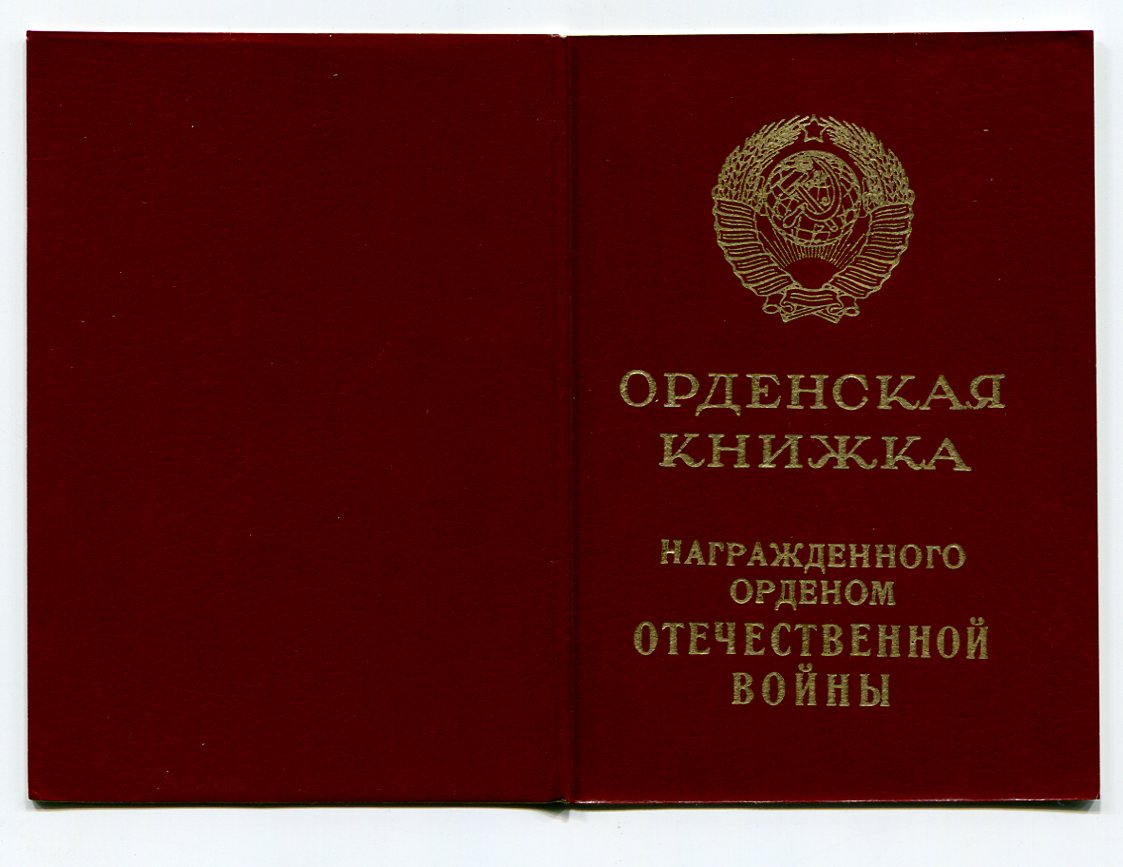 ОРДЕНСКАЯ
КНИЖКА
НАГРАЖДЕННОГО
ОРДЕНОМ
ОТЕЧЕСТВЕННОЙ
ВОЙНЫ